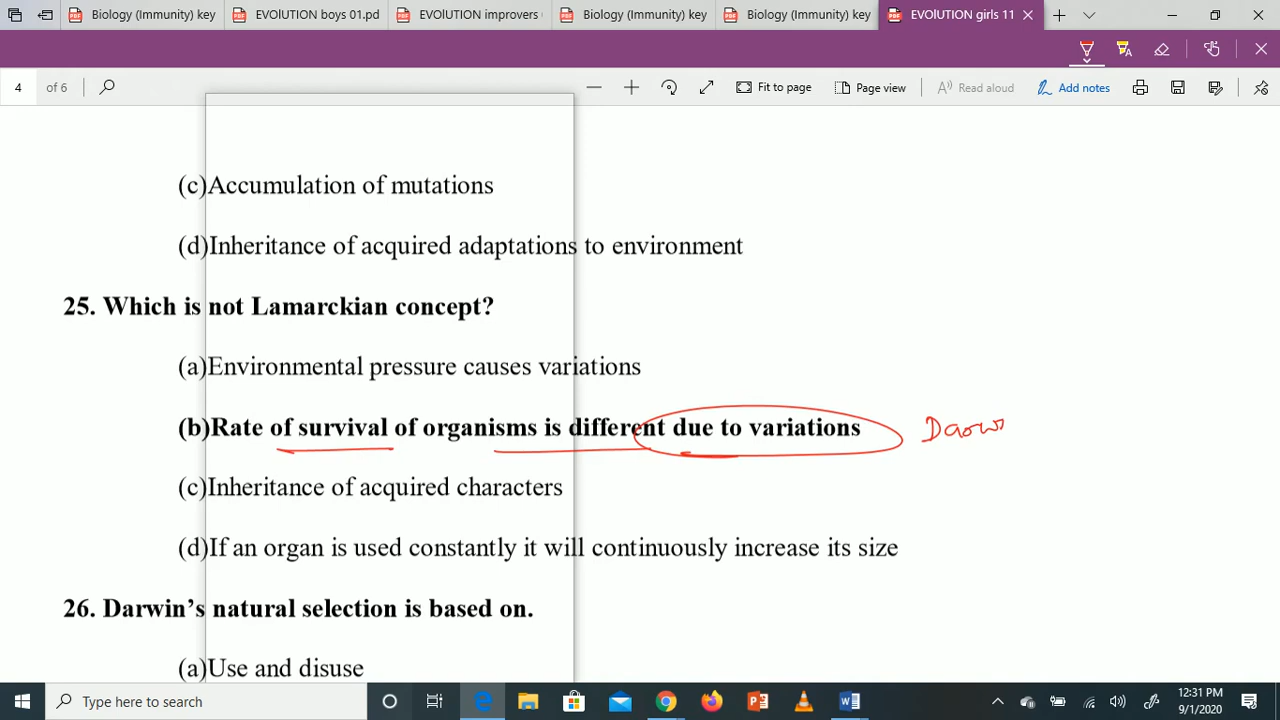 Biology (Immunity) key
EVOlUTION boys 01.pd
EVOlUTION improvers
Biology (Immunity) key
Biology (Immunity) key
EVOlUTION girls 11
4 of 6
Fit to page
Page view
Read aloud
Add notes
(c)Accumulation of mutations
(d)Inheritance of acquired adaptations to environment
25. Which is not Lamarckian concept?
(a)Environmental pressure causes variations
(b)Rate of survival of organisms is different due to variations
Darw
(c)Inheritance of acquired characters
(d)If an organ is used constantly it will continuously increase its size
26. Darwin’s natural selection is based on.
(a)Use and disuse
Type here to search
12:31 PM
9/1/2020